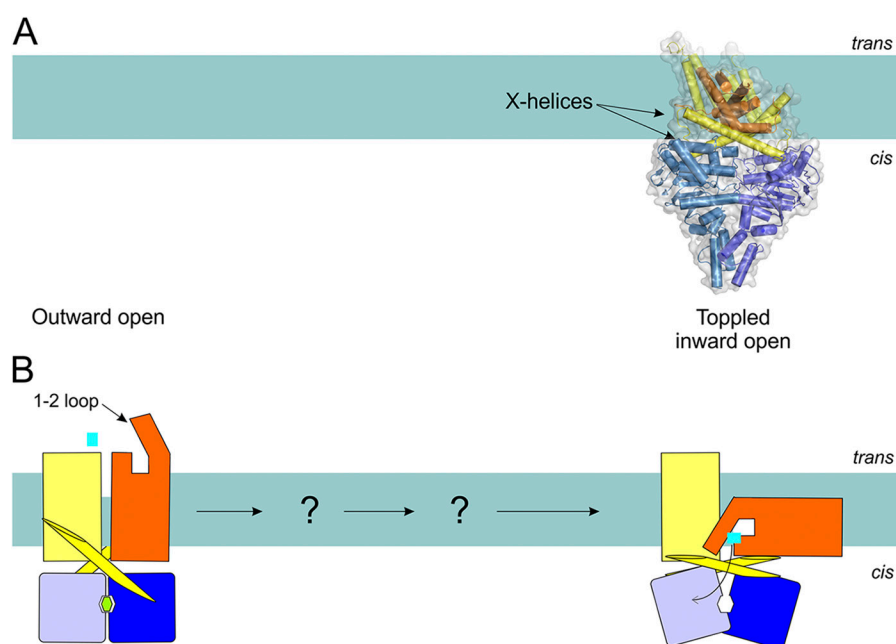 A
trans
X-helices
cis
Outward open
Toppled
inward open
B
1-2 loop
trans
?
?
cis